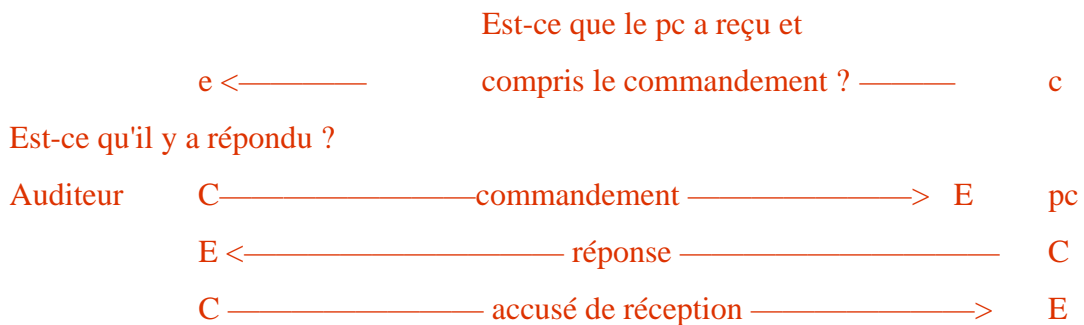 Est-ce que le pc a reçu et
e <———— compris le commandement ? ——— c
Est-ce qu'il y a répondu ?
Auditeur C————————commandement ———————> E pc
E <—————————— réponse —————————— C
C ———————— accusé de réception ———————> E